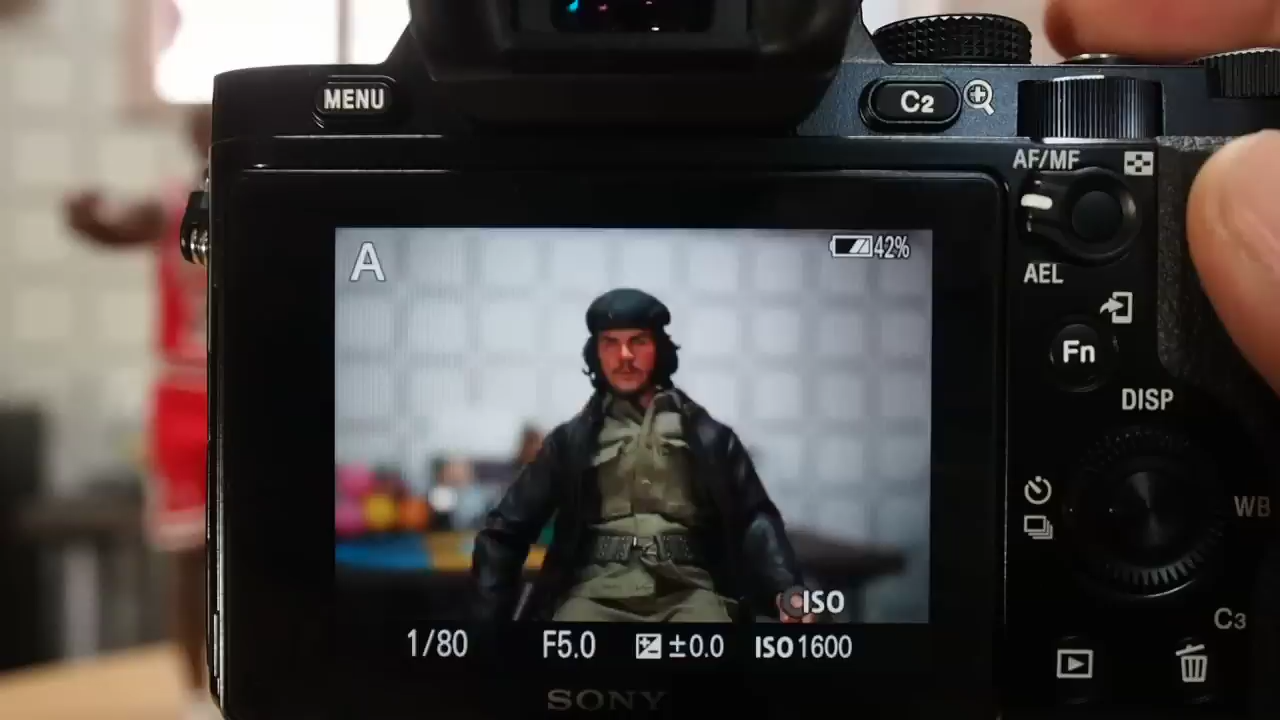 MENU
C2
AF/MF
A
42%
AEL
Fn
DISP
WB
ISO
C3
1/80 F5.0 ±0.0 ISO 1600
SONY